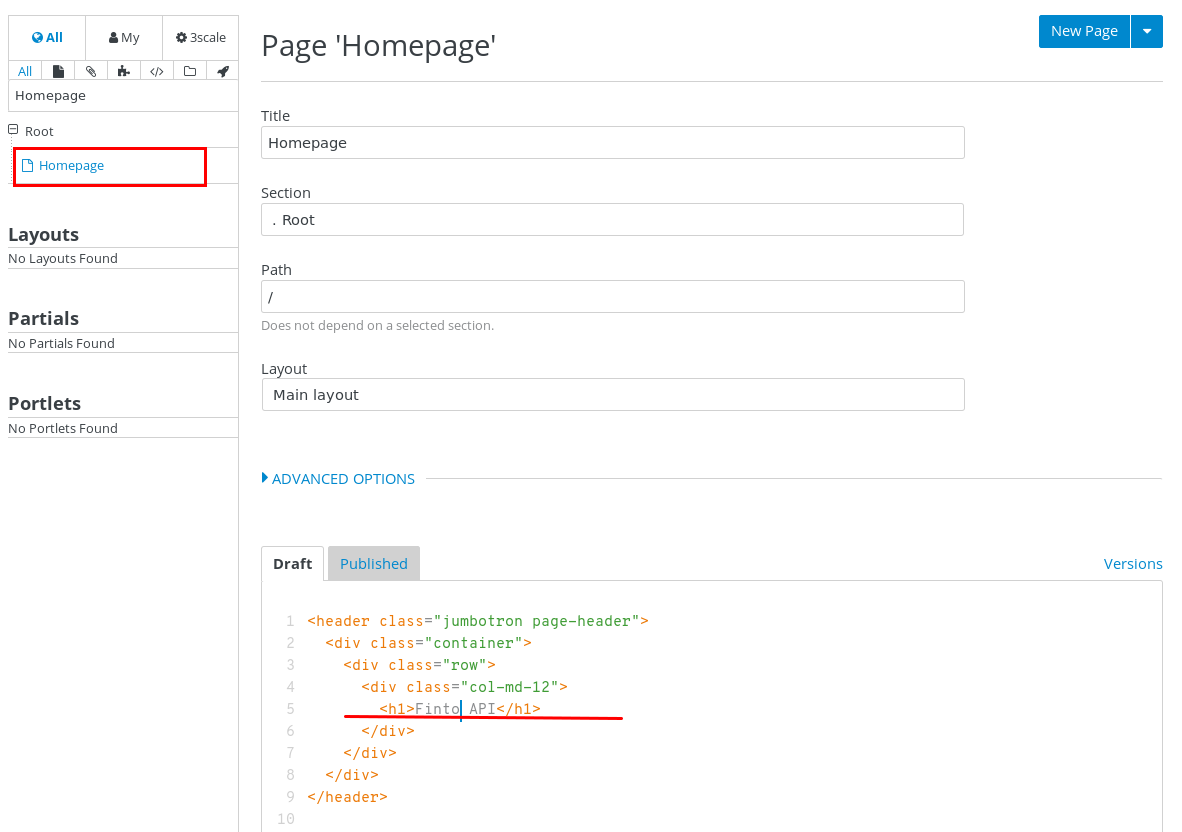 All
My
3scale
All
Homepage
Root
Homepage
Layouts
No Layouts Found
Partials
No Partials Found
Portlets
No Portlets Found
Page 'Homepage'
New Page
Title
Homepage
Section
. Root
Path
/
Does not depend on a selected section.
Layout
Main layout
ADVANCED OPTIONS
Draft
Published
Versions
1 <header class="jumbotron page-header">
2 <div class="container">
3 <div class="row">
4 <div class="col-md-12">
5 <h1>Finto API</h1>
6 </div>
7 </div>
8 </div>
9 </header>
10